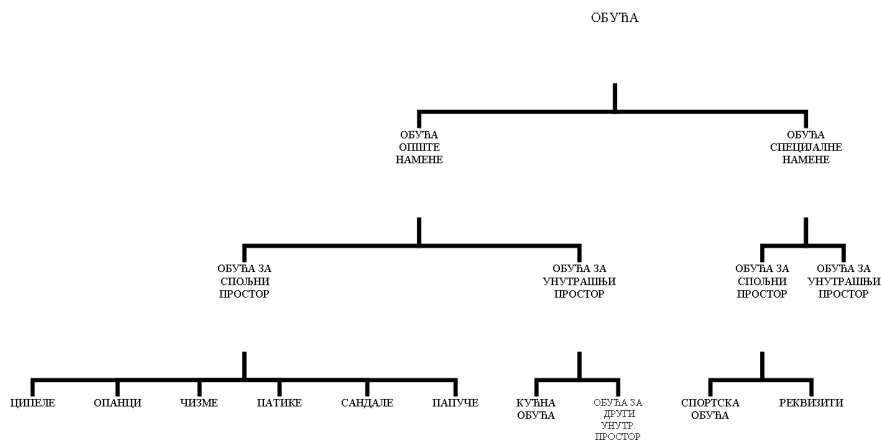 ОБУЋА
ОБУЋА
ОПШТЕ
НАМЕНЕ
ОБУЋА
СПЕЦИЈАЛНЕ
НАМЕНЕ
ОБУЋА ЗА
СПОЉНИ
ПРОСТОР
ОБУЋА ЗА
УНУТРАШЊИ
ПРОСТОР
ОБУЋА ЗА
СПОЉНИ
ПРОСТОР
ОБУЋА ЗА
УНУТРАШЊИ
ПРОСТОР
ЦИПЕЛЕ
ОПАНЦИ
ЧИЗМЕ
ПАТИКЕ
САНДАЛЕ
ПАПУЧЕ
КУЋНА
ОБУЋА
ОБУЋА ЗА
ДРУГИ
УНУТР.
ПРОСТОР
СПОРТСКА
ОБУЋА
РЕКВИЗИТИ